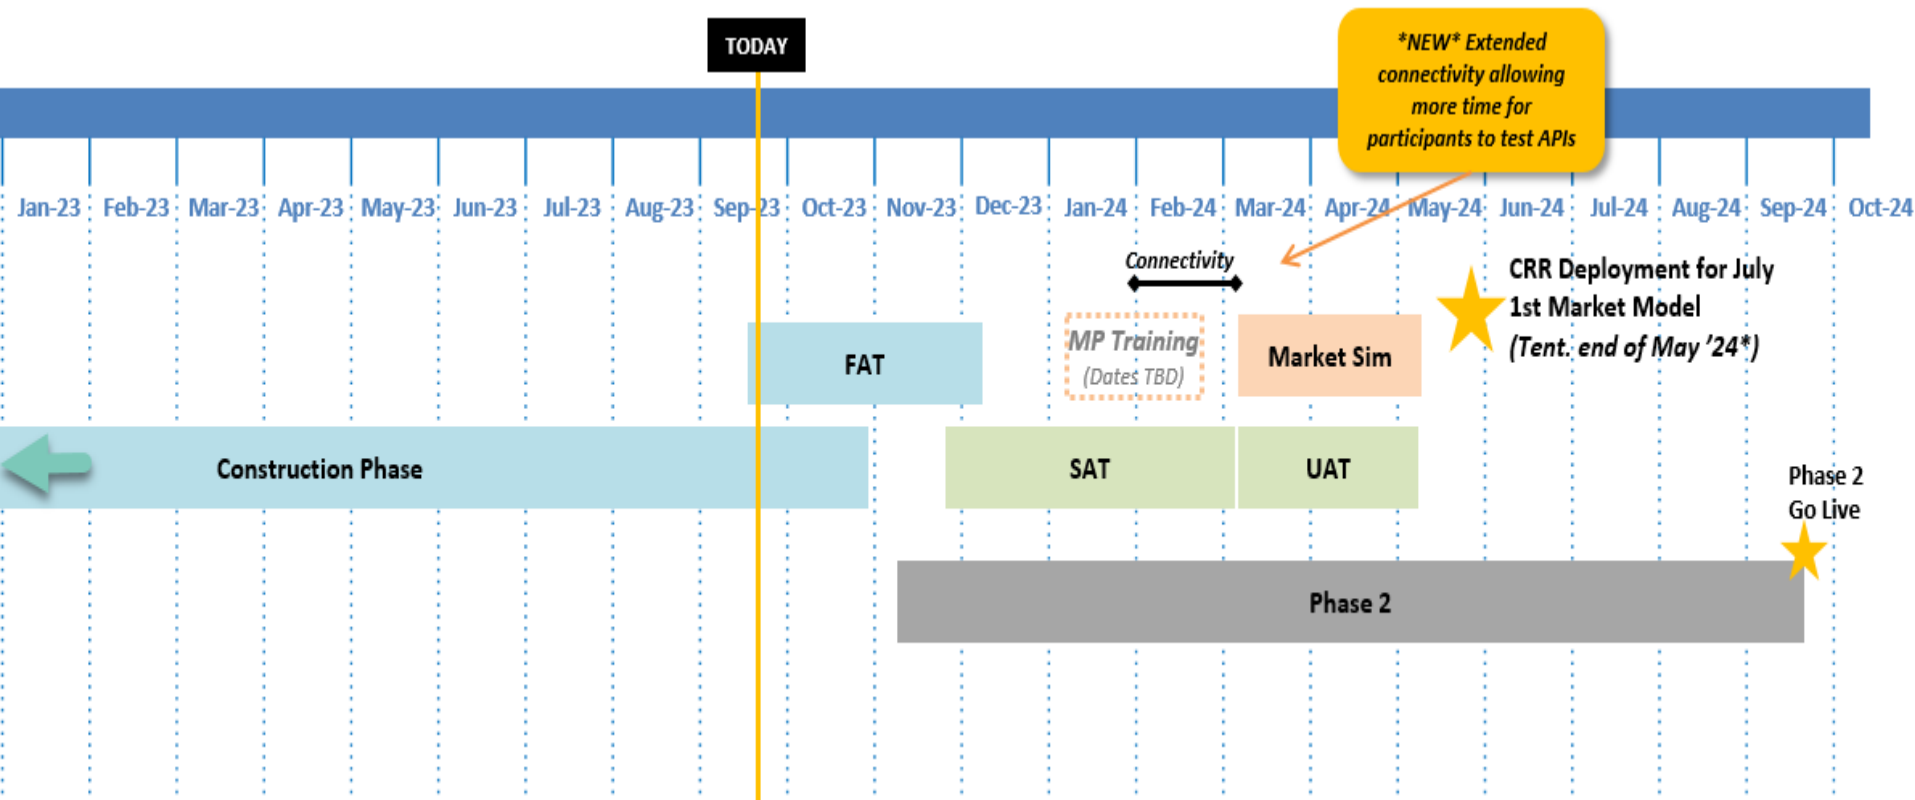 TODAY
*NEW* Extended
connectivity allowing
more time for
participants to test APIs
Jan-23 Feb-23 Mar-23 Apr-23 May-23 Jun-23 Jul-23 Aug-23 Sep-23 Oct-23 Nov-23 Dec-23 Jan-24 Feb-24 Mar-24 Apr-24 May-24 Jun-24 Jul-24 Aug-24 Sep-24 Oct-24
Connectivity
CRR Deployment for July
1st Market Model
(Tent. end of May '24*)
FAT
MP Training
(Dates TBD)
Market Sim
Construction Phase
SAT
UAT
Phase 2
Go Live
Phase 2